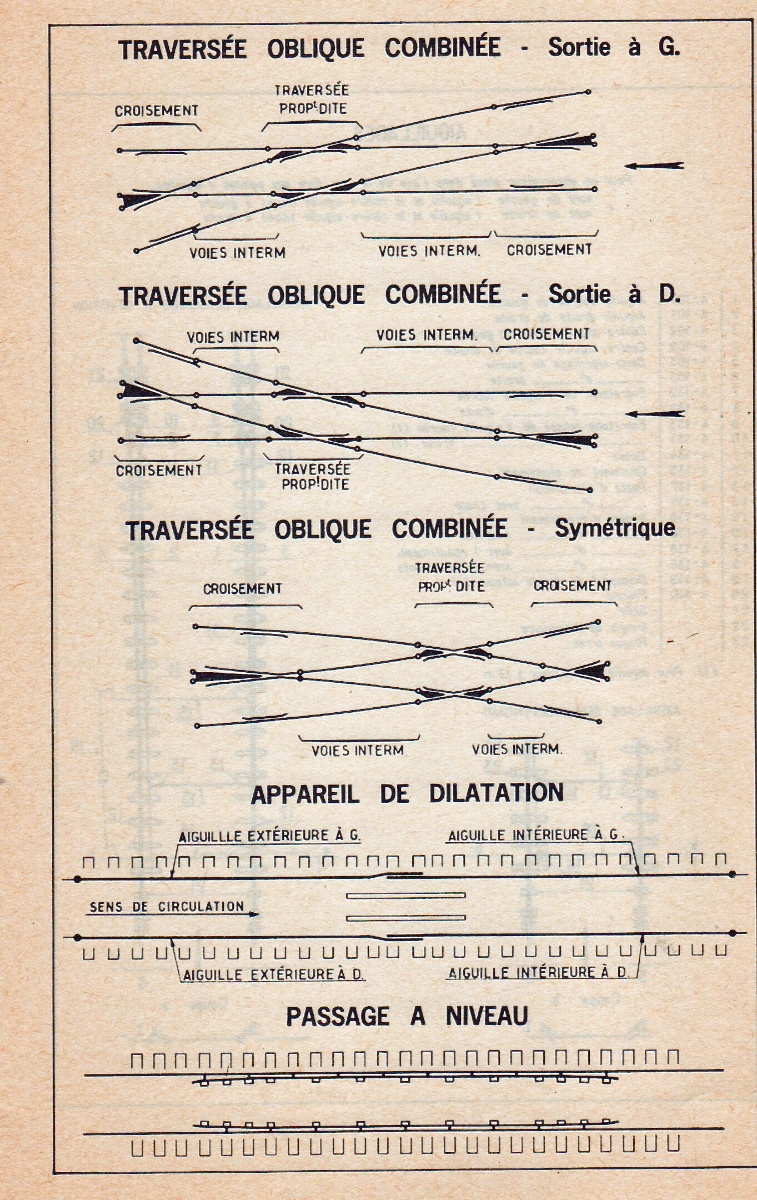 TRAVERSÉE OBLIQUE COMBINÉE - Sortie à G.
TRAVERSÉE
PROPt DITE
CROISEMENT
VOIES INTERM
VOIES INTERM.
CROISEMENT
TRAVERSÉE OBLIQUE COMBINÉE - Sortie à D.
VOIES INTERM
VOIES INTERM.
CROISEMENT
CROISEMENT
TRAVERSÉE
PROPt DITE
TRAVERSÉE OBLIQUE COMBINÉE - Symétrique
TRAVERSÉE
PROPt DITE
CROISEMENT
CROISEMENT
VOIES INTERM.
VOIES INTERM.
APPAREIL DE DILATATION
AIGUILLE EXTÉRIEURE À G.
AIGUILLE INTÉRIEURE À G.
SENS DE CIRCULATION
AIGUILLE EXTÉRIEURE À D.
AIGUILLE INTÉRIEURE À D.
PASSAGE A NIVEAU